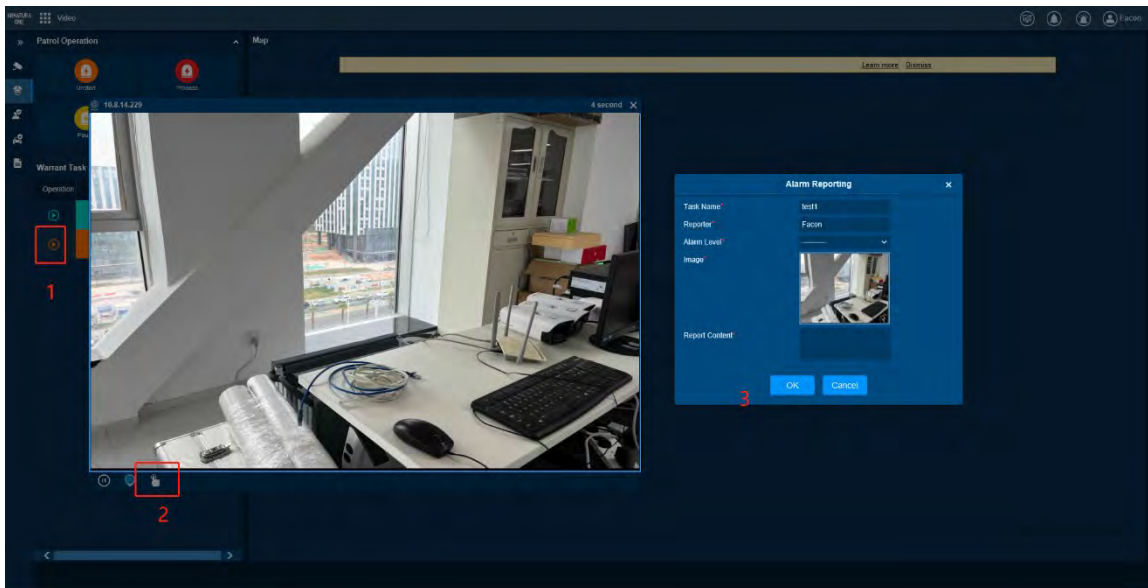 Video
Facon
Patrol Operation
Map
Learn more Dismiss
Process
10.8.14.229
4 second
Warrant Task
Operation
1
2
Alarm Reporting
Task Name*
test1
Reporter*
Facon
Alarm Level*
---------
Image*
Report Content*
OK
Cancel
3